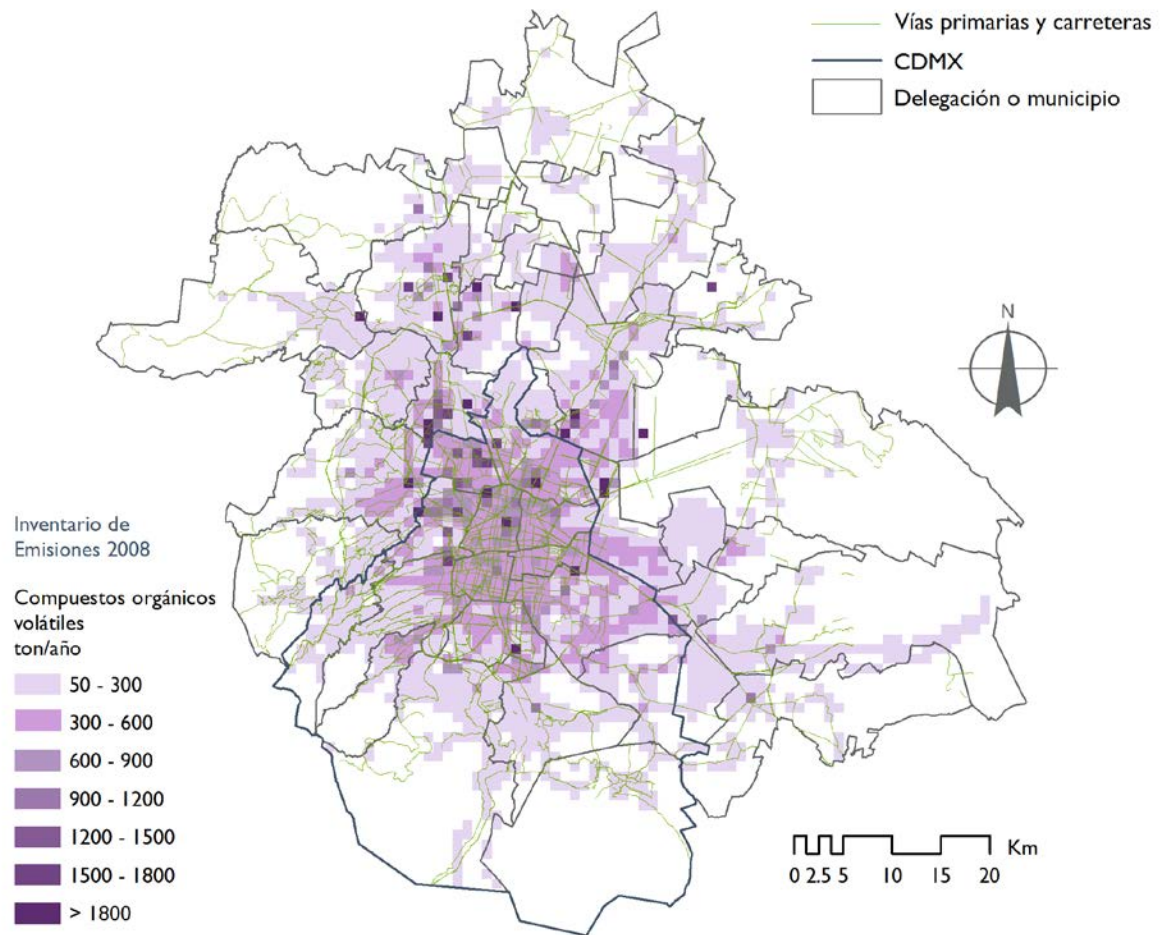 Vías primarias y carreteras
CDMX
Delegación o municipio
N
Inventario de
Emisiones 2008
Compuestos orgánicos
volátiles
ton/año
50 - 300
300 - 600
600 - 900
900 - 1200
1200 - 1500
1500 - 1800
> 1800
Km
0 2.5 5 10 15 20